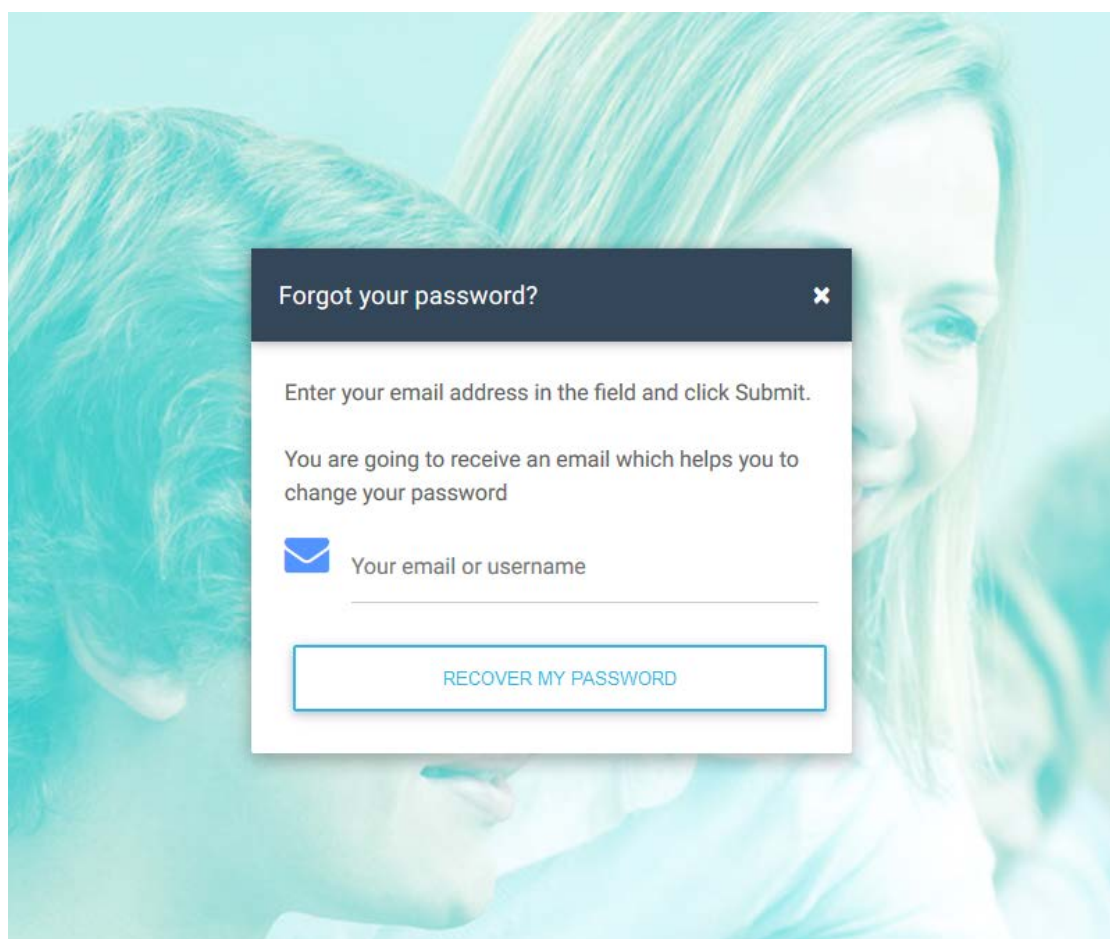 Forgot your password?
Enter your email address in the field and click Submit.
You are going to receive an email which helps you to
change your password
Your email or username
RECOVER MY PASSWORD